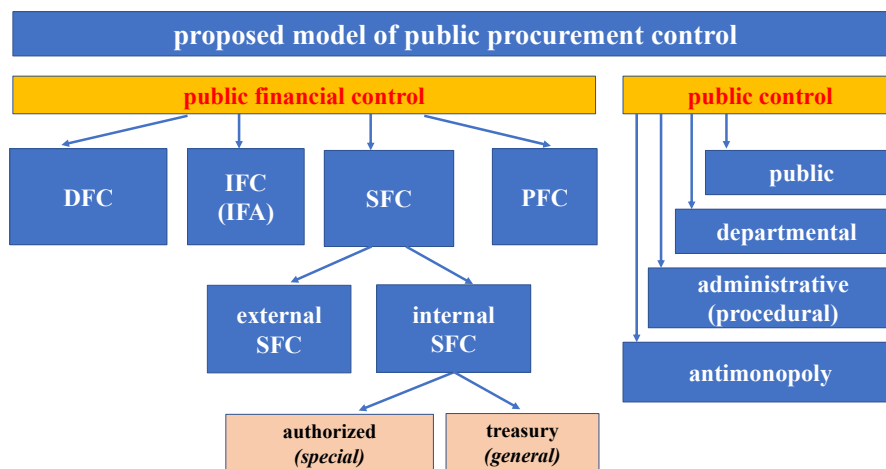 proposed model of public procurement control
public financial control
public control
DFC
IFC
(IFA)
SFC
PFC
public
departmental
administrative
(procedural)
antimonopoly
external
SFC
internal
SFC
authorized
(special)
treasury
(general)